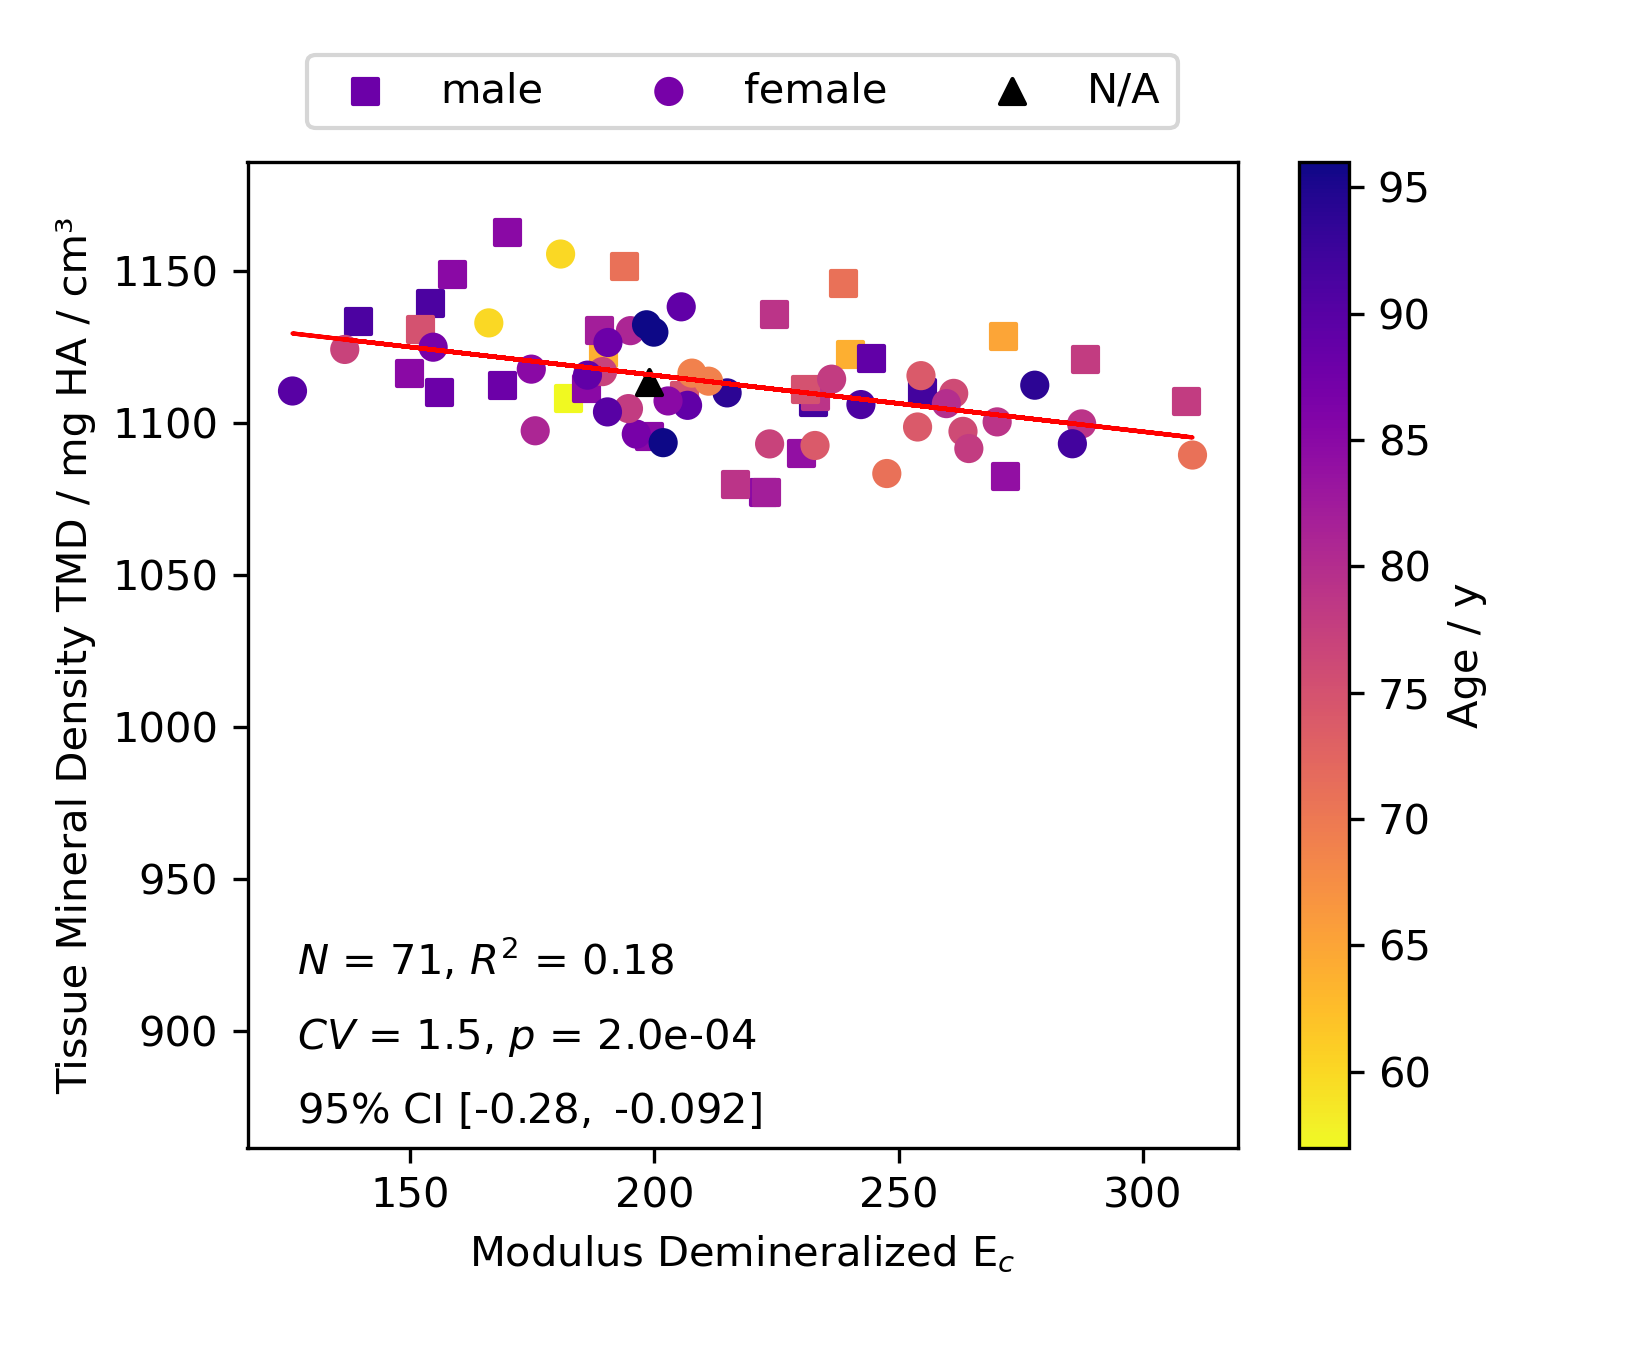 male female N/A
Tissue Mineral Density TMD / mg HA / cm³
1150
1100
1050
1000
950
900
N = 71, R² = 0.18
CV = 1.5, p = 2.0e-04
95% CI [-0.28, -0.092]
150 200 250 300
Modulus Demineralized E_c
95
90
85
80
75
70
65
60
Age / y